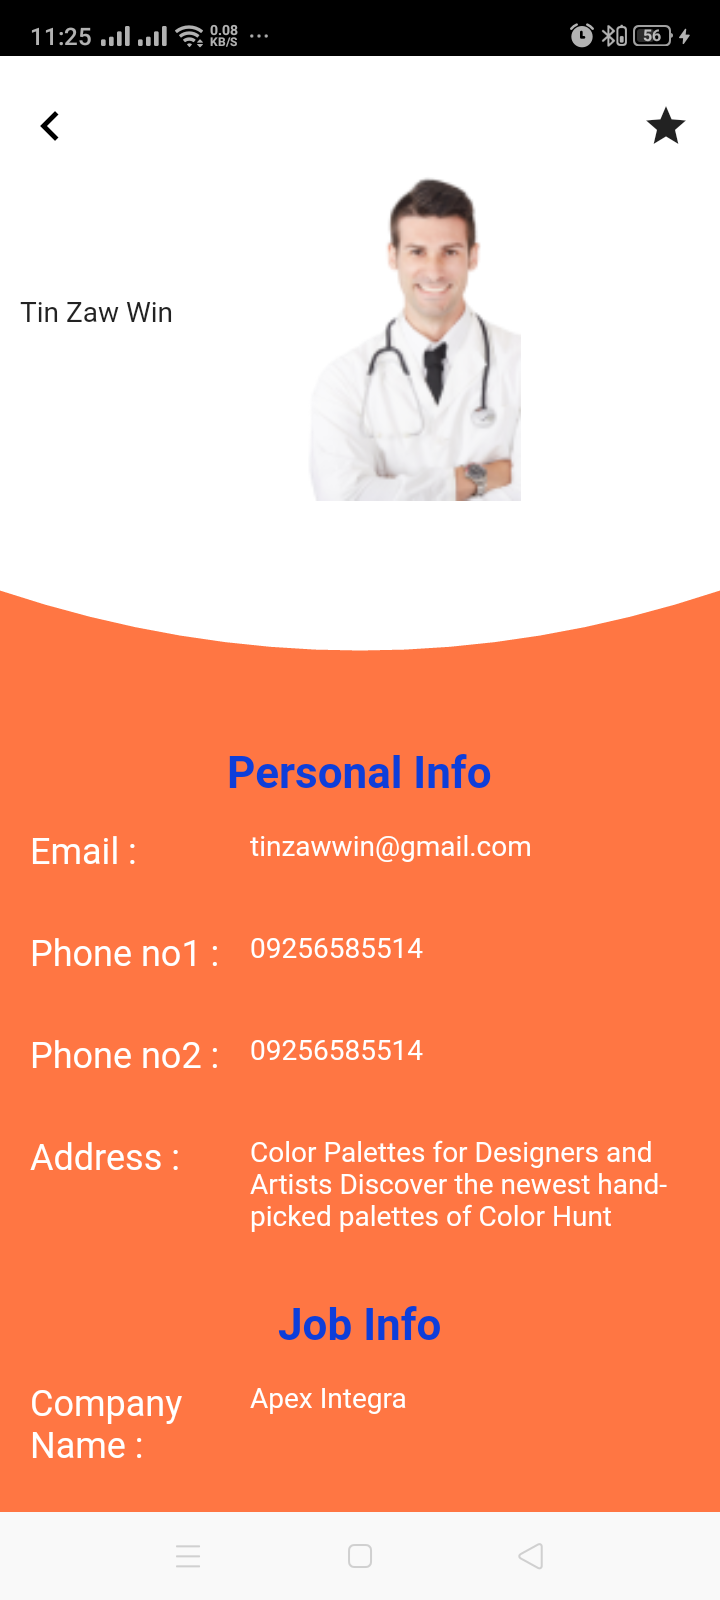 11:25 0.08 KB/S ... 56
Tin Zaw Win
Personal Info
Email : tinzawwin@gmail.com
Phone no1 : 09256585514
Phone no2 : 09256585514
Address : Color Palettes for Designers and
Artists Discover the newest hand-
picked palettes of Color Hunt
Job Info
Company Apex Integra
Name :